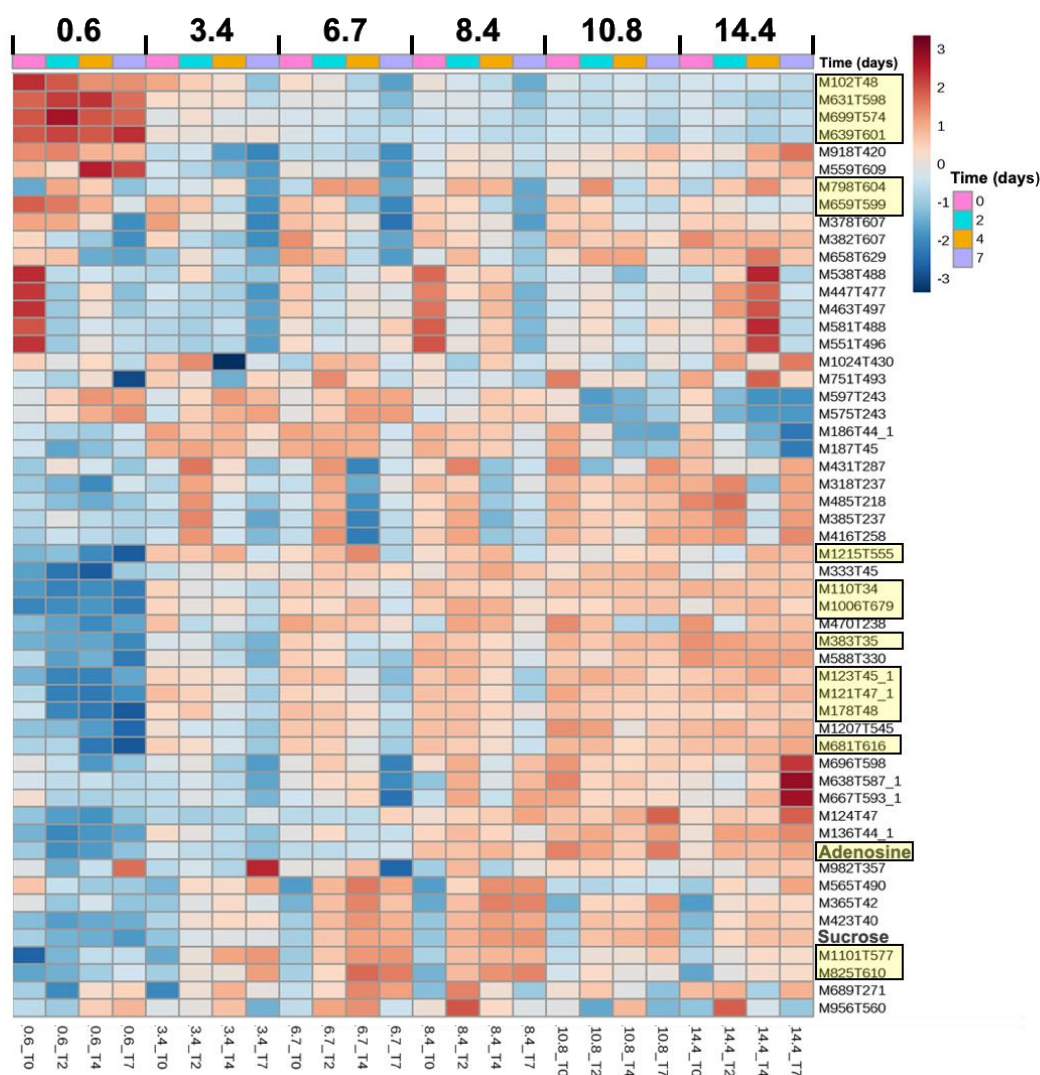 0.6 3.4 6.7 8.4 10.8 14.4
Time (days)
M102T48
M631T598
M699T574
M639T601
M918T420
M559T609
M798T604
M659T599
M378T607
M382T607
M658T629
M538T488
M447T477
M463T497
M581T488
M551T496
M1024T430
M751T493
M597T243
M575T243
M186T44_1
M187T45
M431T287
M318T237
M485T218
M385T237
M416T258
M1215T555
M333T45
M110T34
M1006T679
M470T238
M383T35
M588T330
M123T45_1
M121T47_1
M178T48
M1207T545
M681T616
M696T598
M638T587_1
M667T593_1
M124T47
M136T44_1
Adenosine
M982T357
M565T490
M365T42
M423T40
Sucrose
M1101T577
M825T610
M689T271
M956T560
3
2
1
0
-1
-2
-3
Time (days)
0
2
4
7
0.6_T0 0.6_T2 0.6_T4 0.6_T7 3.4_T0 3.4_T2 3.4_T4 3.4_T7 6.7_T0 6.7_T2 6.7_T4 6.7_T7 8.4_T0 8.4_T2 8.4_T4 8.4_T7 10.8_T0 10.8_T2 10.8_T4 10.8_T7 14.4_T0 14.4_T2 14.4_T4 14.4_T7